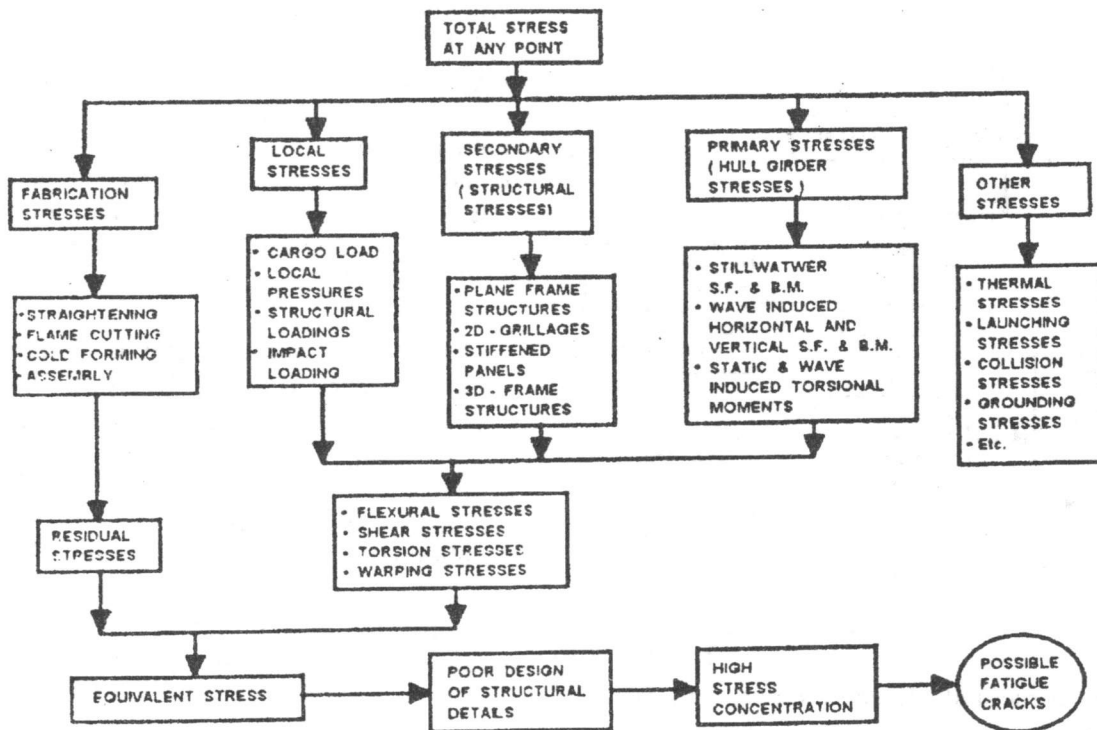 TOTAL STRESS
AT ANY POINT
FABRICATION
STRESSES
LOCAL
STRESSES
SECONDARY
STRESSES
( STRUCTURAL
STRESSES)
PRIMARY STRESSES
( HULL GIRDER
STRESSES )
OTHER
STRESSES
• STRAIGHTENING
• FLAME CUTTING
• COLD FORMING
• ASSEMBLY
• CARGO LOAD
• LOCAL
PRESSURES
• STRUCTURAL
LOADINGS
• IMPACT
LOADING
• PLANE FRAME
STRUCTURES
• 2D - GRILLAGES
• STIFFENED
PANELS
• 3D - FRAME
STRUCTURES
• STILLWATWER
S.F. & B.M.
• WAVE INDUCED
HORIZONTAL AND
VERTICAL S.F. & B.M.
• STATIC & WAVE
INDUCED TORSIONAL
MOMENTS
• THERMAL
STRESSES
• LAUNCHING
STRESSES
• COLLISION
STRESSES
• GROUNDING
STRESSES
• Etc.
RESIDUAL
STRESSES
• FLEXURAL STRESSES
• SHEAR STRESSES
• TORSION STRESSES
• WARPING STRESSES
EQUIVALENT STRESS
POOR DESIGN
OF STRUCTURAL
DETAILS
HIGH
STRESS
CONCENTRATION
POSSIBLE
FATIGUE
CRACKS